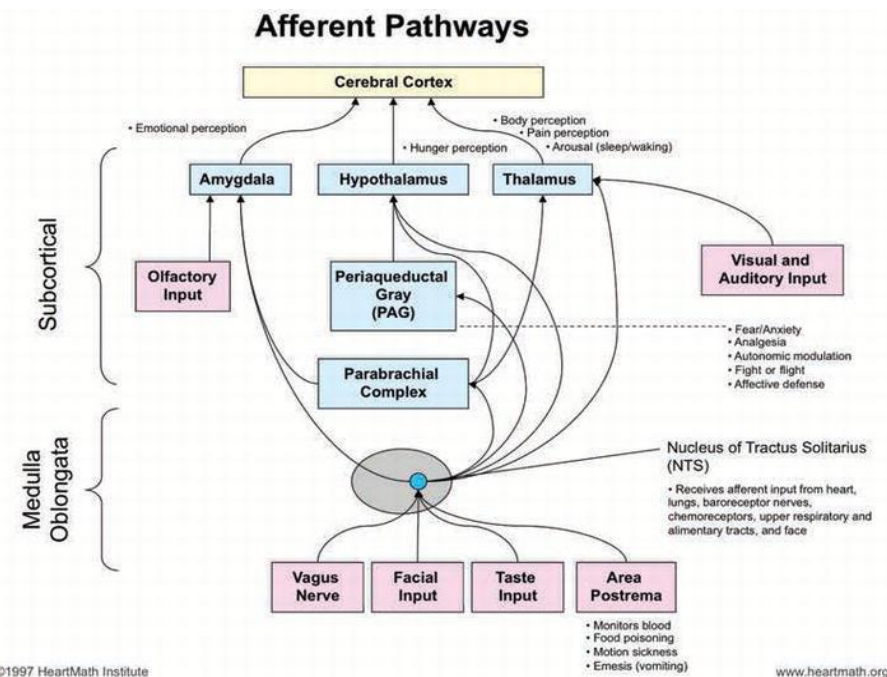 Afferent Pathways
Cerebral Cortex
• Emotional perception
• Hunger perception
• Body perception
• Pain perception
• Arousal (sleep/waking)
Subcortical
Amygdala
Hypothalamus
Thalamus
Olfactory
Input
Periaqueductal
Gray
(PAG)
Visual and
Auditory Input
• Fear/Anxiety
• Analgesia
• Autonomic modulation
• Fight or flight
• Affective defense
Parabrachial
Complex
Medulla
Oblongata
Nucleus of Tractus Solitarius
(NTS)
• Receives afferent input from heart,
lungs, baroreceptor nerves,
chemoreceptors, upper respiratory and
alimentary tracts, and face
Vagus
Nerve
Facial
Input
Taste
Input
Area
Postrema
• Monitors blood
• Food poisoning
• Motion sickness
• Emesis (vomiting)
©1997 HeartMath Institute
www.heartmath.org